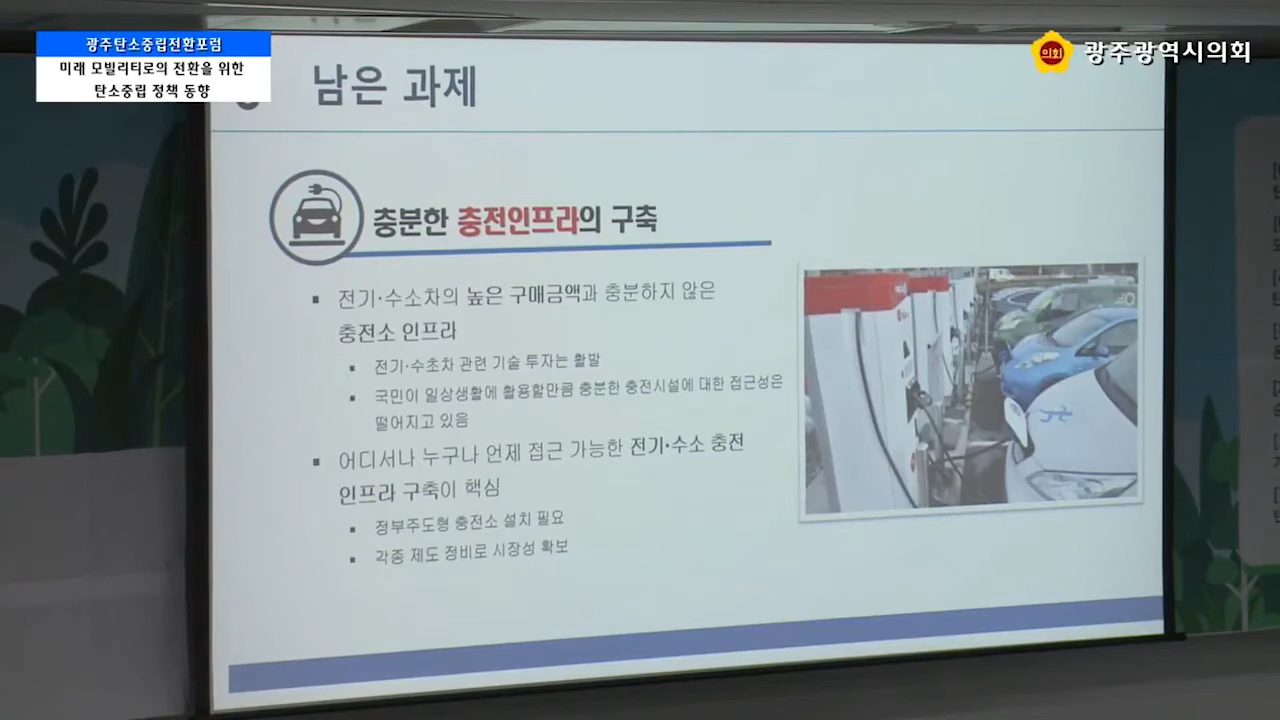 광주탄소중립전환포럼
미래 모빌리티로의 전환을 위한
탄소중립 정책 동향
의회
광주광역시의회
남은 과제
충분한 충전인프라의 구축
▪ 전기·수소차의 높은 구매금액과 충분하지 않은
충전소 인프라
▪ 전기·수초차 관련 기술 투자는 활발
▪ 국민이 일상생활에 활용할만큼 충분한 충전시설에 대한 접근성은
떨어지고 있음
▪ 어디서나 누구나 언제 접근 가능한 전기·수소 충전
인프라 구축이 핵심
▪ 정부주도형 충전소 설치 필요
▪ 각종 제도 정비로 시장성 확보